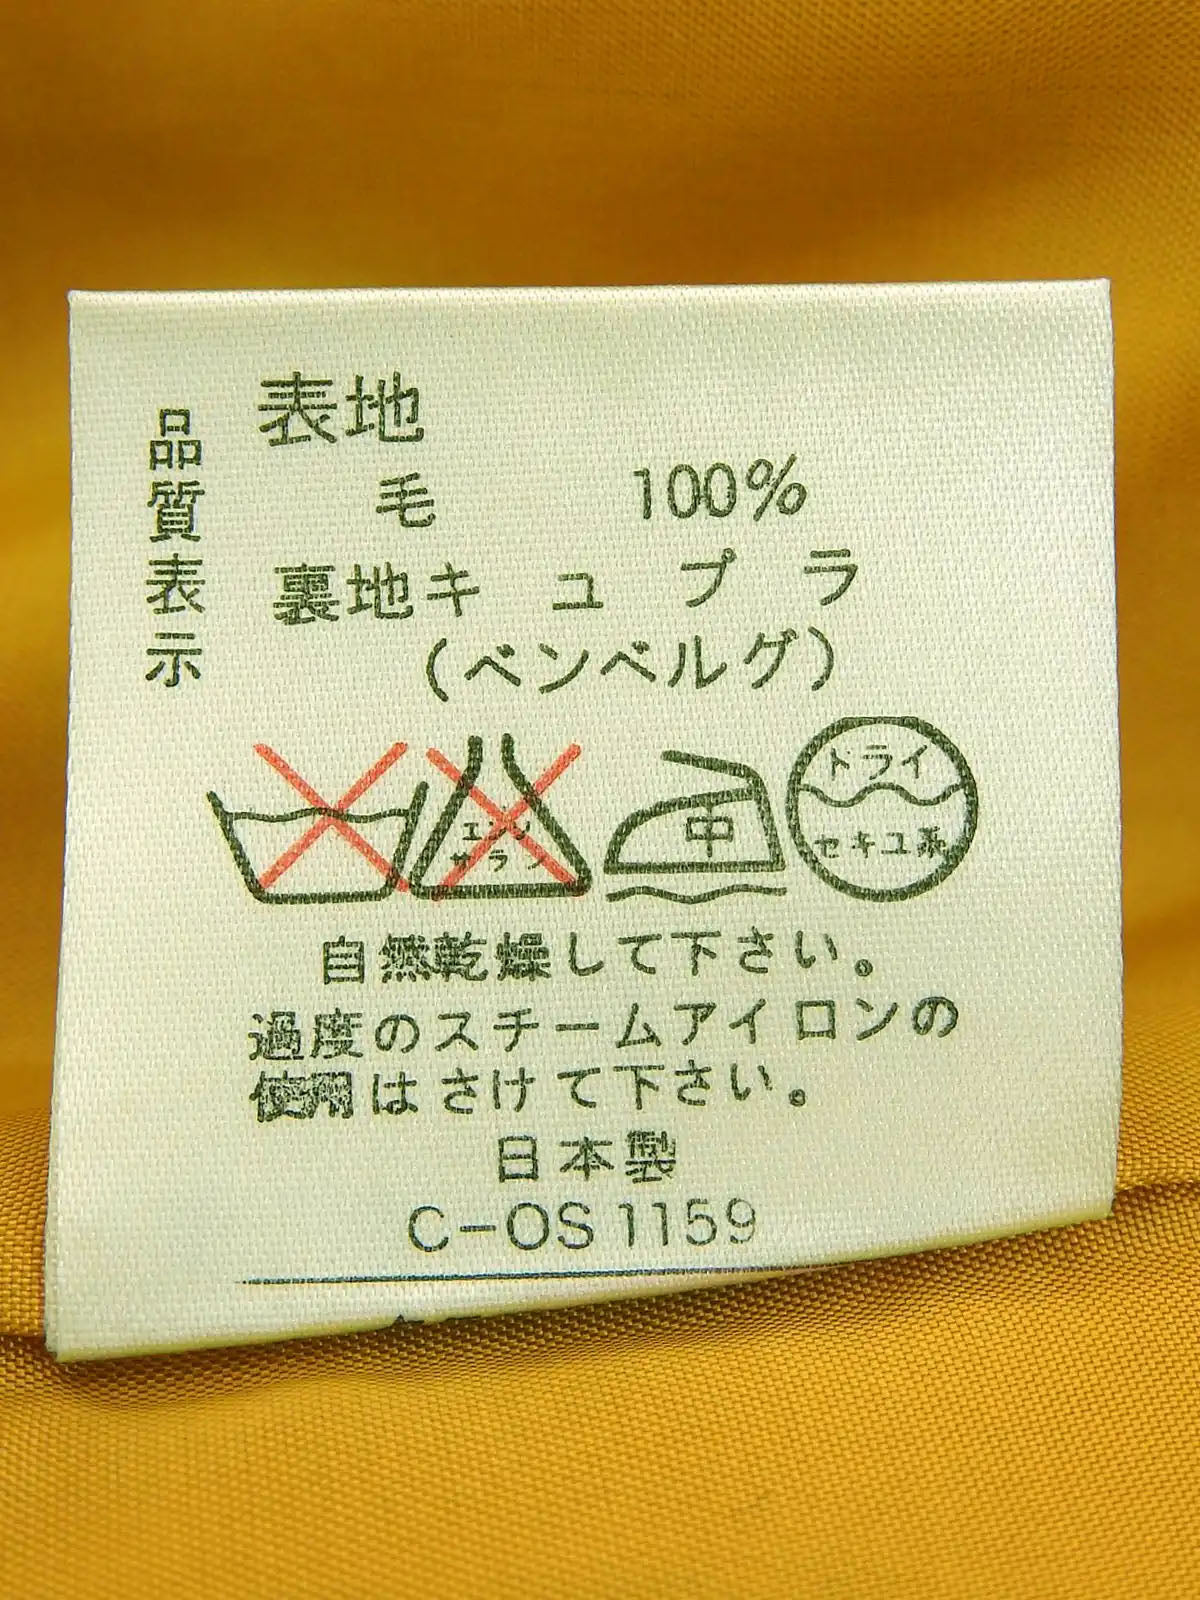 品質表示
表地
毛 100%
裏地キュプラ
(ベンベルグ)
エンソ
サラシ
中
ドライ
セキユ系
自然乾燥して下さい。
過度のスチームアイロンの
使用はさけて下さい。
日本製
C-OS1159